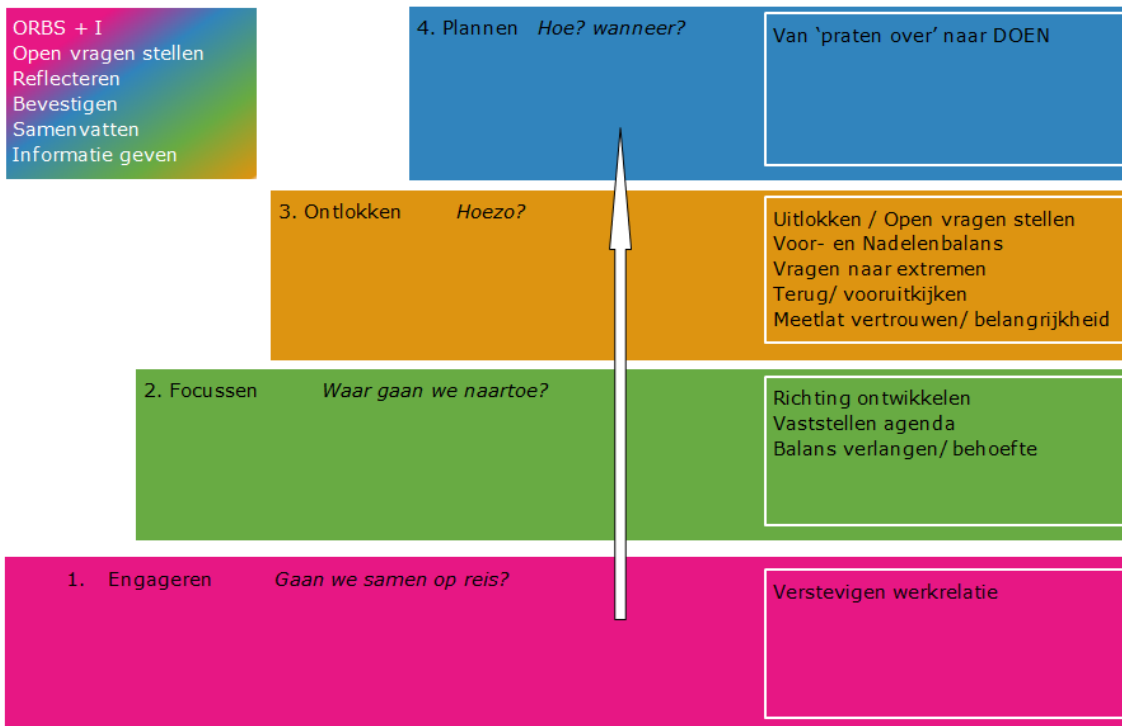 ORBS + I
Open vragen stellen
Reflecteren
Bevestigen
Samenvatten
Informatie geven
4. Plannen Hoe? wanneer?
Van ‘praten over’ naar DOEN
3. Ontlokken Hoezo?
Uitlokken / Open vragen stellen
Voor- en Nadelenbalans
Vragen naar extremen
Terug/ vooruitkijken
Meetlat vertrouwen/ belangrijkheid
2. Focussen Waar gaan we naartoe?
Richting ontwikkelen
Vaststellen agenda
Balans verlangen/ behoefte
1. Engageren Gaan we samen op reis?
Verstevigen werkrelatie